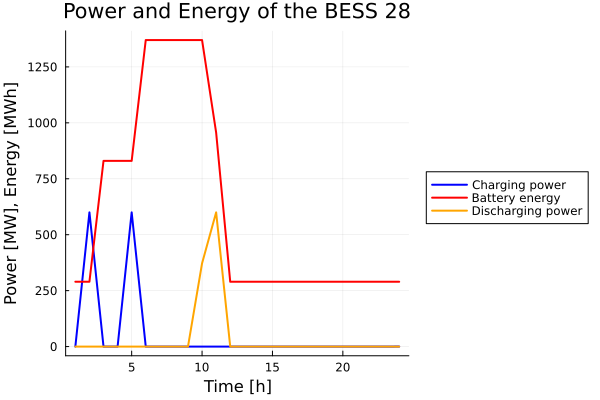 Power and Energy of the BESS 28
Power [MW], Energy [MWh]
1250
1000
750
500
250
0
5
10
15
20
Time [h]
Charging power
Battery energy
Discharging power